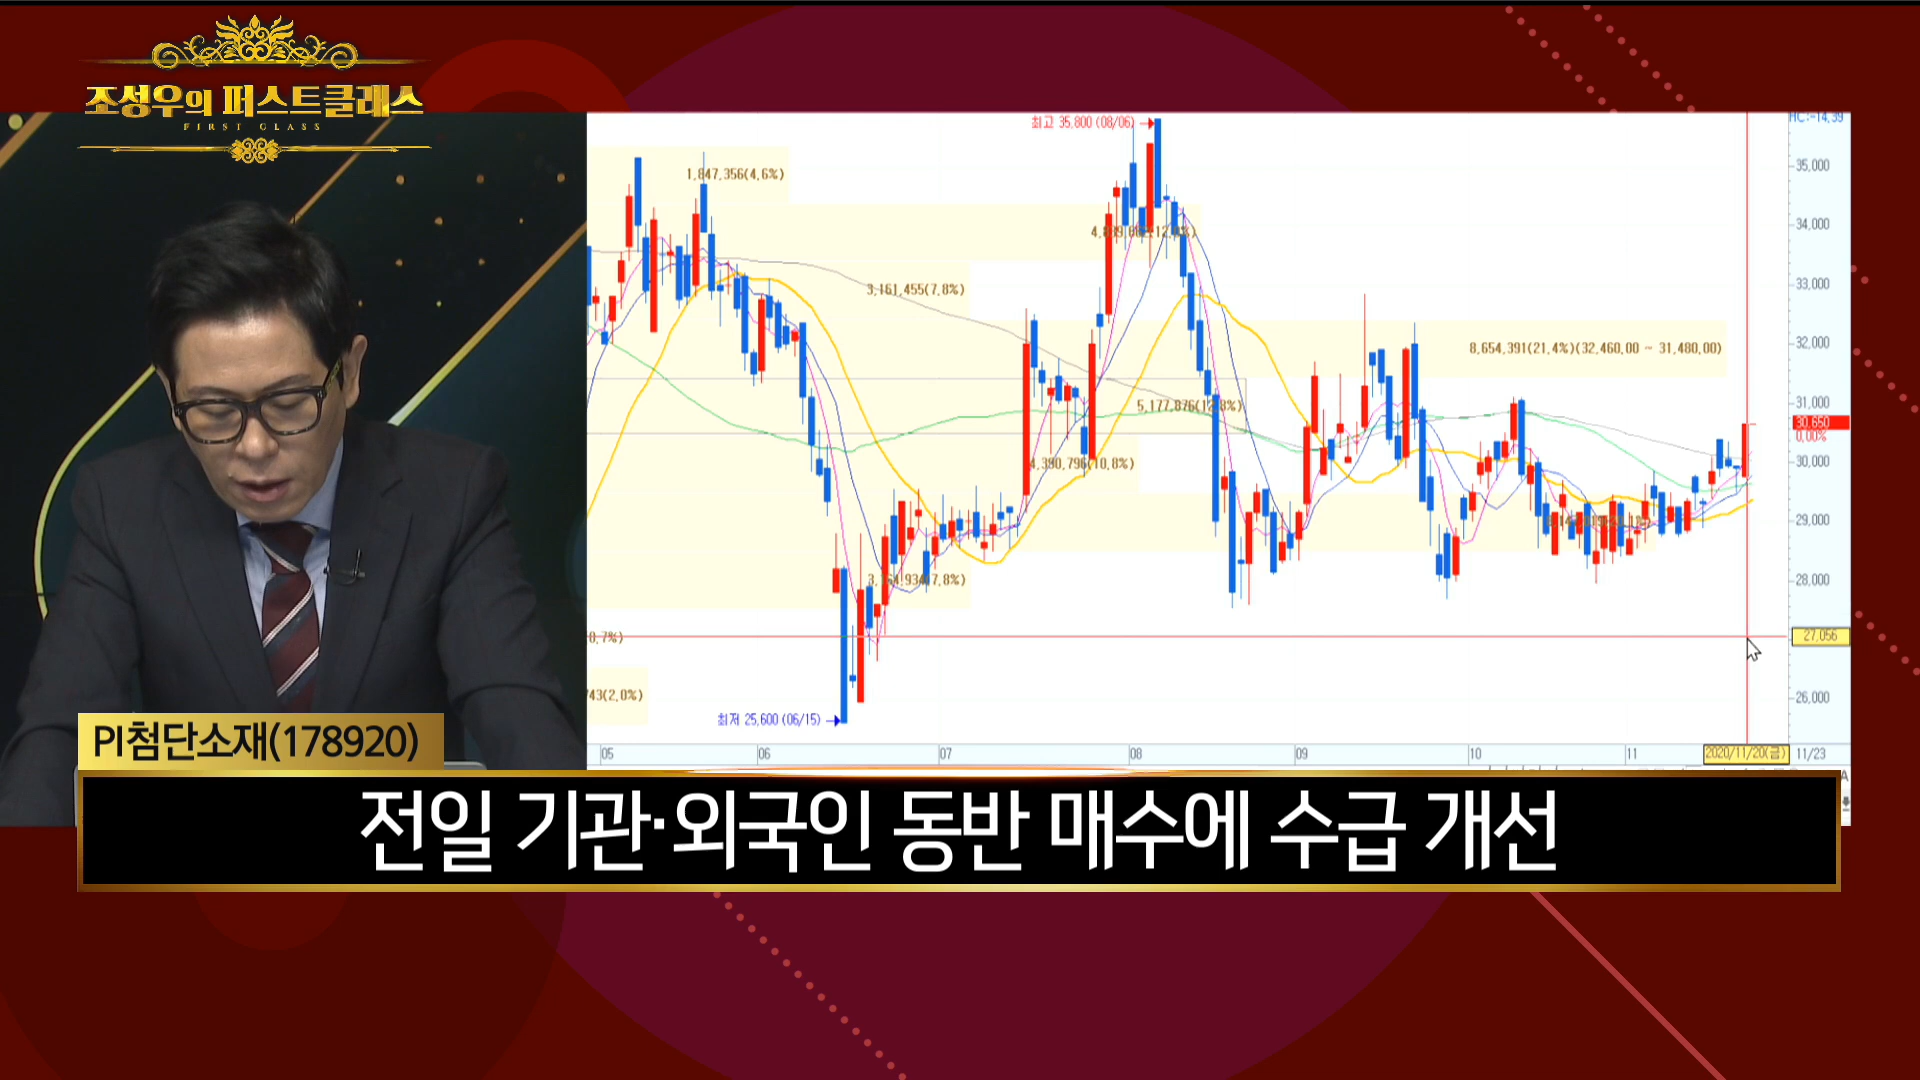 조성우의 퍼스트클래스
FIRST CLASS
HC:-14,39
최고 35,800 (08/06)
35,000
1,847,356(4,6%)
34,000
3,161,455(7,8%)
33,000
32,000
8,654,391(21,4%)(32,460,00 ~ 31,480,00)
31,000
30,650
0,00%
30,000
4,390,796(10,8%)
29,000
28,000
27,056
26,000
최저 25,600 (06/15)
05 06 07 08 09 10 11 2020/11/20(금) 11/23
PI첨단소재(178920)
전일 기관·외국인 동반 매수에 수급 개선